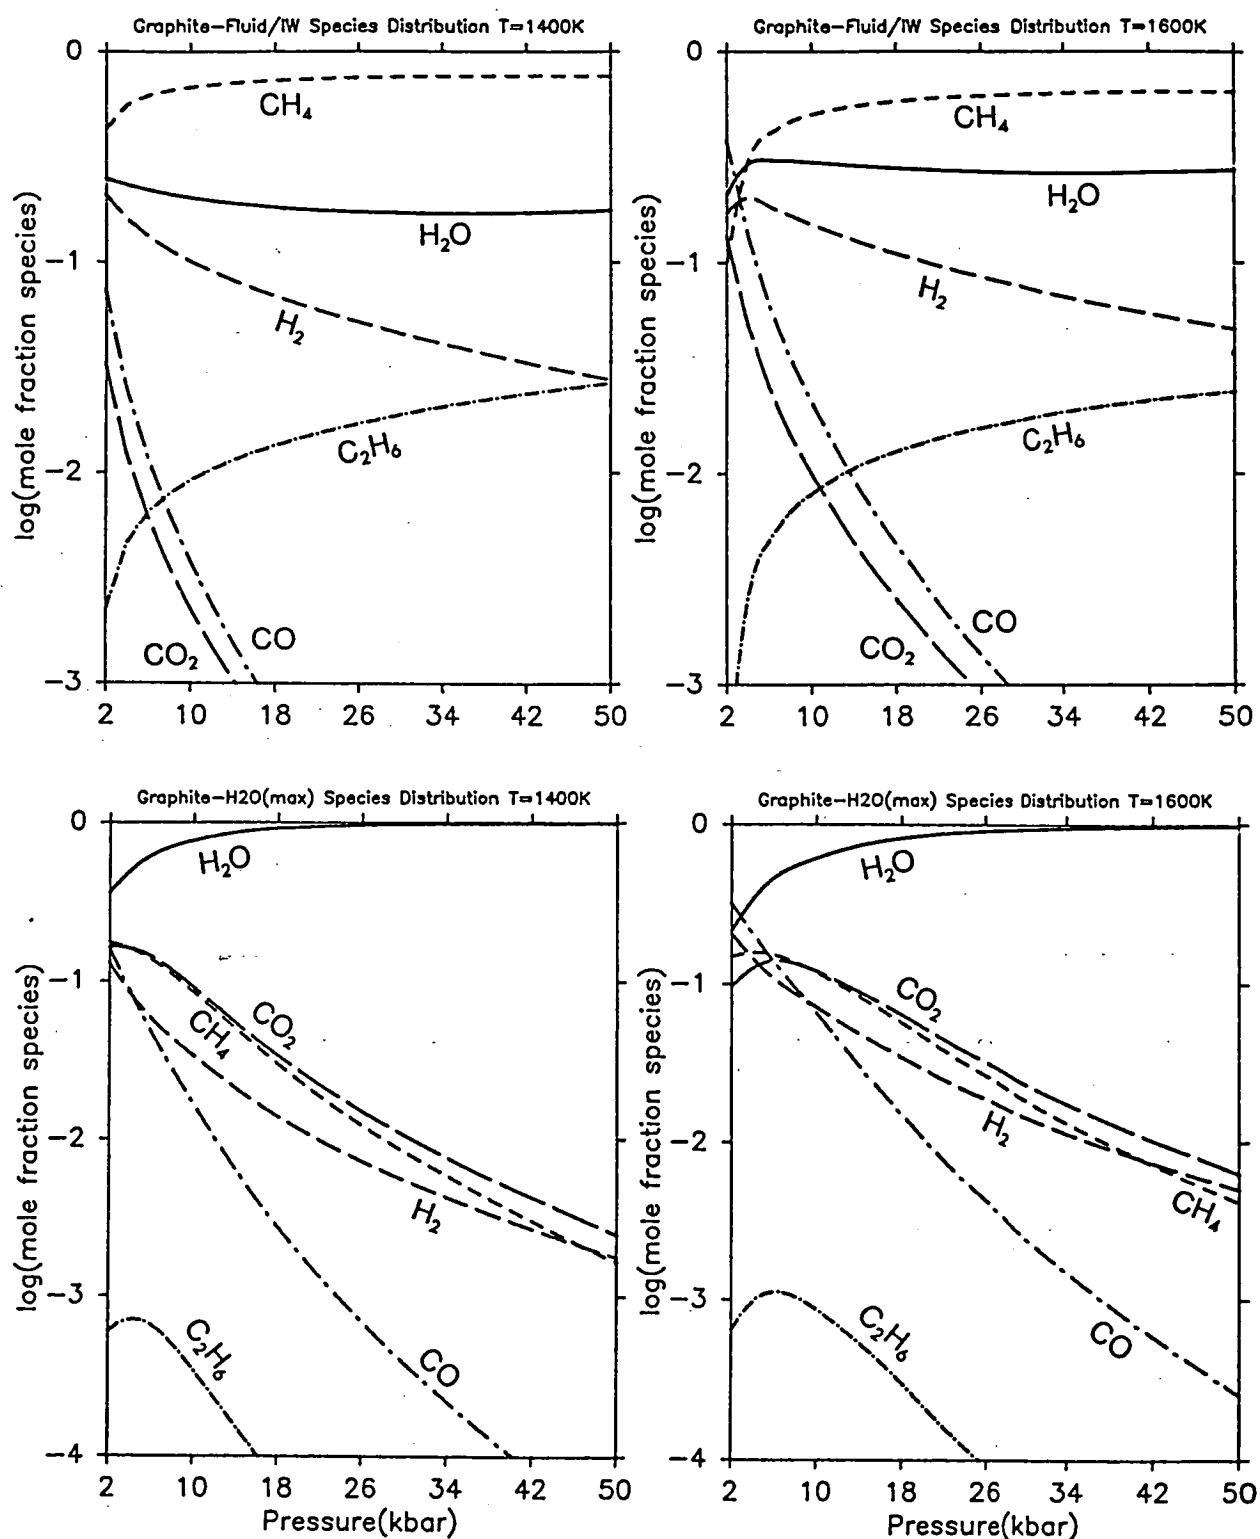 Graphite-Fluid/IW Species Distribution T=1400K
log(mole fraction species)
0
-1
-2
-3
CH₄
H₂O
H₂
C₂H₆
CO₂
CO
2 10 18 26 34 42 50
Graphite-Fluid/IW Species Distribution T=1600K
log(mole fraction species)
0
-1
-2
-3
CH₄
H₂O
H₂
C₂H₆
CO
CO₂
2 10 18 26 34 42 50
Graphite-H2O(max) Species Distribution T=1400K
log(mole fraction species)
0
-1
-2
-3
-4
H₂O
CO₂
CH₄
H₂
C₂H₆
CO
2 10 18 26 34 42 50
Pressure(kbar)
Graphite-H2O(max) Species Distribution T=1600K
log(mole fraction species)
0
-1
-2
-3
-4
H₂O
CO₂
H₂
CH₄
C₂H₆
CO
2 10 18 26 34 42 50
Pressure(kbar)